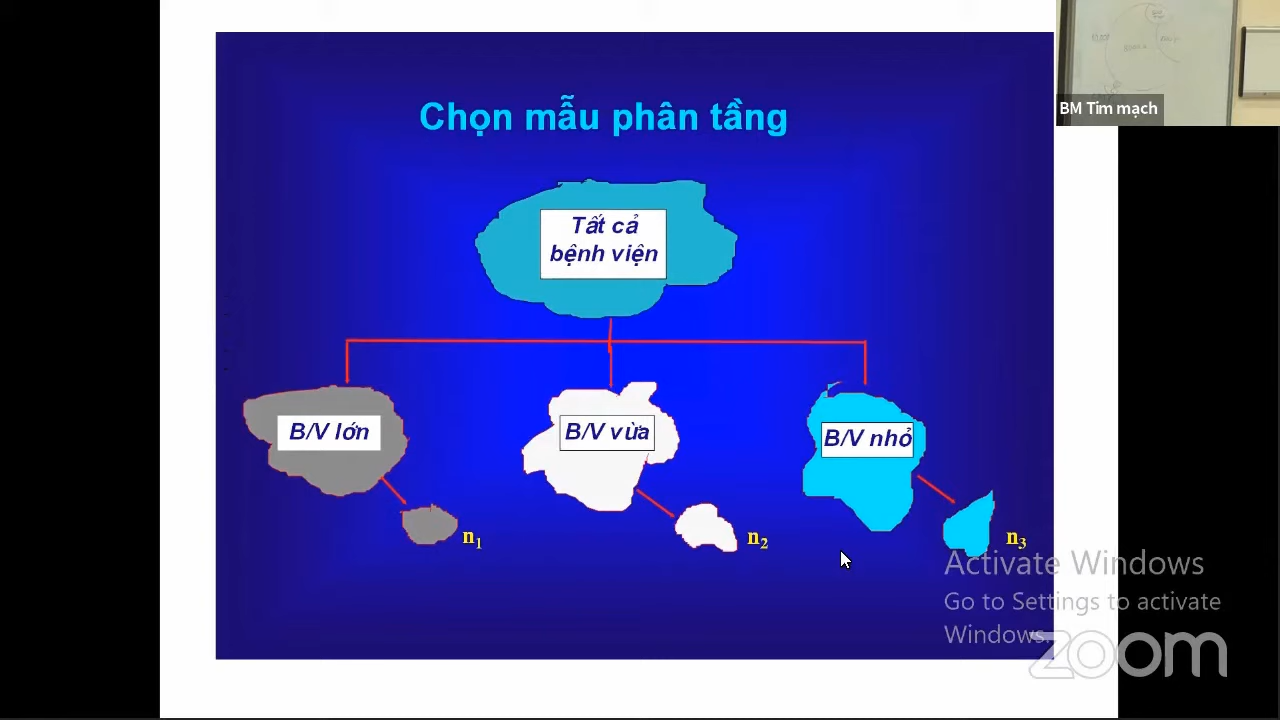 Chọn mẫu phân tầng
BM Tim mạch
Tất cả
bệnh viện
B/V lớn
B/V vừa
B/V nhỏ
n1
n2
n3
Activate Windows
Go to Settings to activate
Windows.
zoom